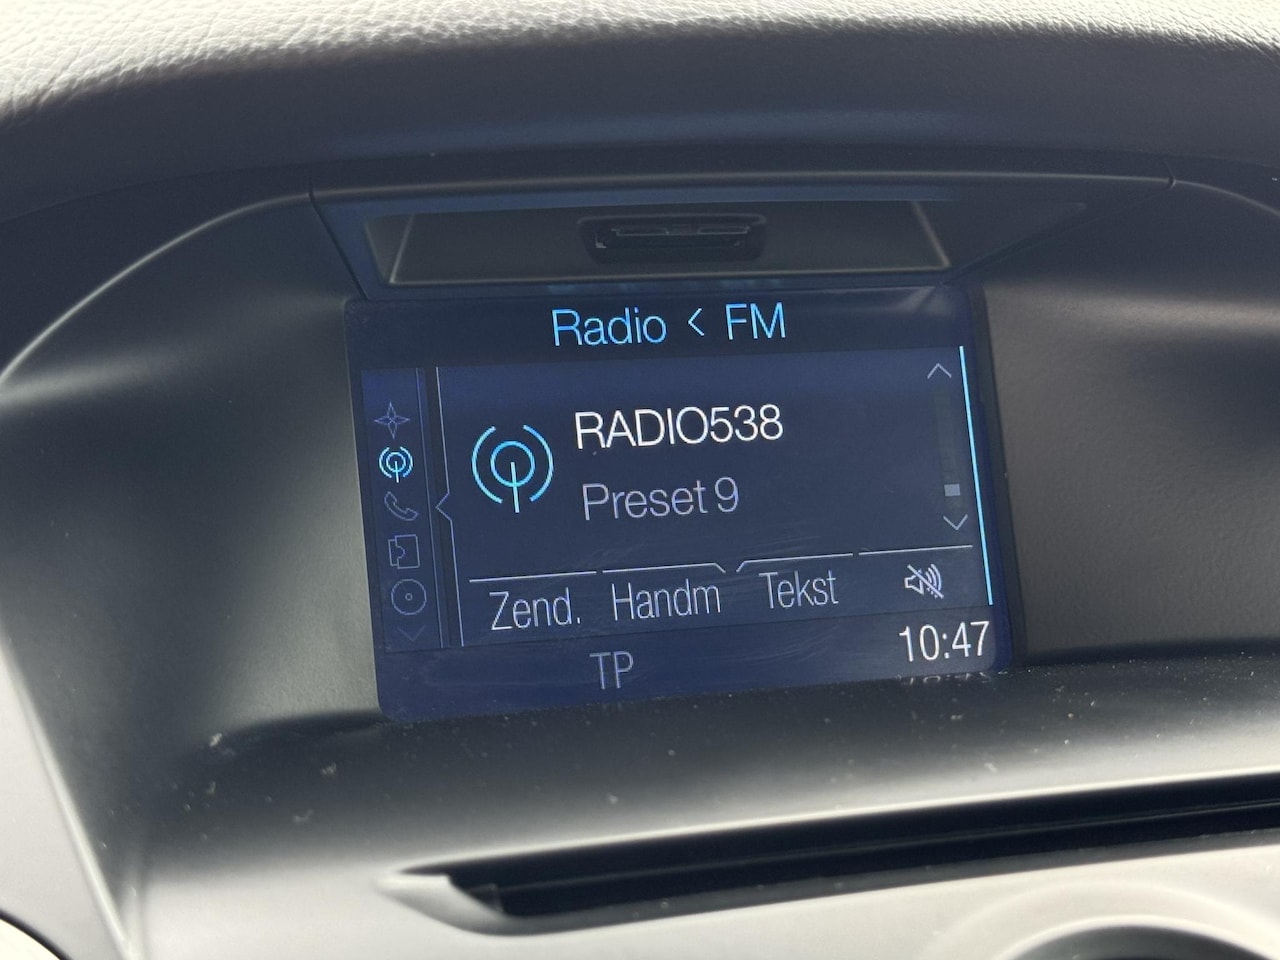 Radio < FM
RADIO538
Preset 9
Zend. Handm Tekst
TP 10:47